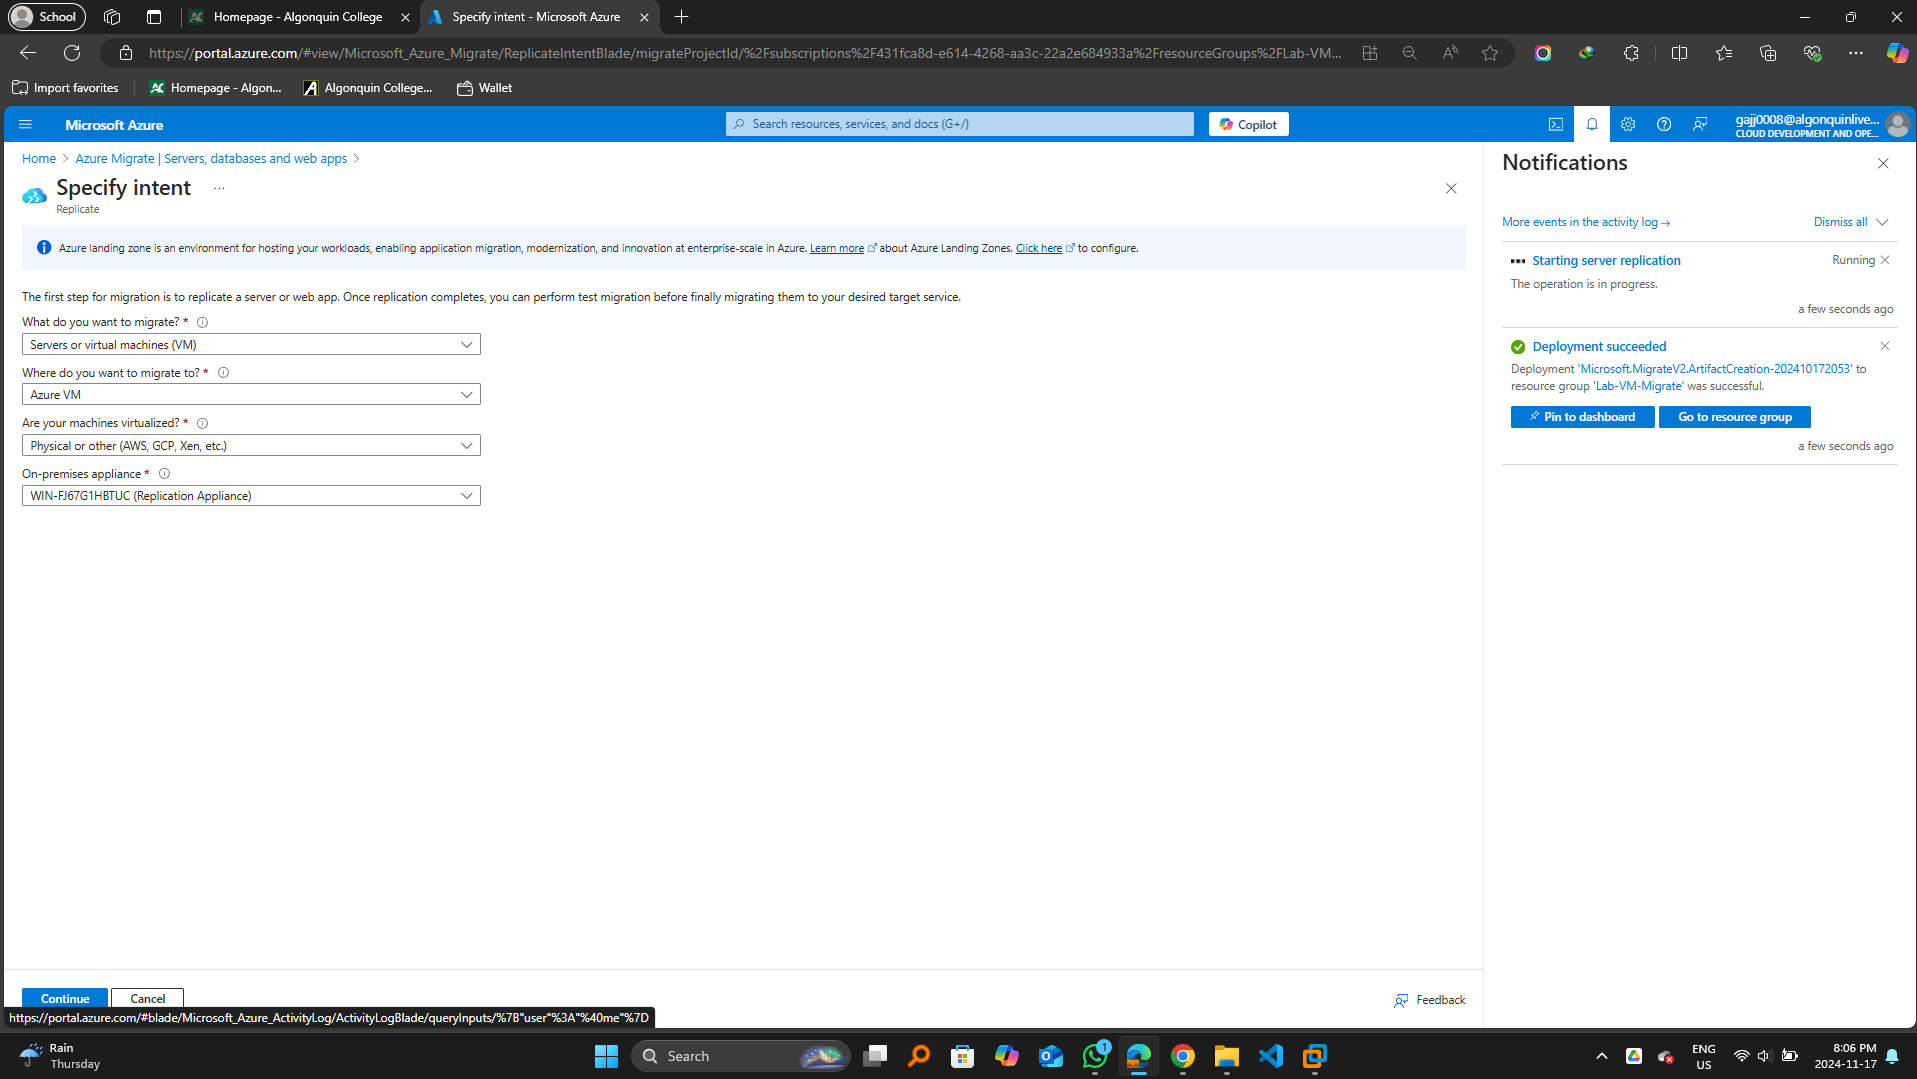 School
Homepage - Algonquin College
Specify intent - Microsoft Azure
https://portal.azure.com/#view/Microsoft_Azure_Migrate/ReplicateIntentBlade/migrateProjectId/%2Fsubscriptions%2F431fca8d-e614-4268-aa3c-22a2e684933a%2FresourceGroups%2FLab-VM...
Import favorites
Homepage - Algon...
Algonquin College...
Wallet
Microsoft Azure
Search resources, services, and docs (G+/)
Copilot
gajj0008@algonquinlive...
CLOUD DEVELOPMENT AND OPE...
Home > Azure Migrate | Servers, databases and web apps >
Specify intent ...
Replicate
Azure landing zone is an environment for hosting your workloads, enabling application migration, modernization, and innovation at enterprise-scale in Azure. Learn more about Azure Landing Zones. Click here to configure.
The first step for migration is to replicate a server or web app. Once replication completes, you can perform test migration before finally migrating them to your desired target service.
What do you want to migrate? *
Servers or virtual machines (VM)
Where do you want to migrate to? *
Azure VM
Are your machines virtualized? *
Physical or other (AWS, GCP, Xen, etc.)
On-premises appliance *
WIN-FJ67G1HBTUC (Replication Appliance)
Notifications
More events in the activity log →
Dismiss all
Starting server replication
Running
The operation is in progress.
a few seconds ago
Deployment succeeded
Deployment 'Microsoft.MigrateV2.ArtifactCreation-202410172053' to
resource group 'Lab-VM-Migrate' was successful.
Pin to dashboard
Go to resource group
a few seconds ago
Continue
Cancel
Feedback
https://portal.azure.com/#blade/Microsoft_Azure_ActivityLog/ActivityLogBlade/queryInputs/%7B"user"%3A"%40me"%7D
Rain
Thursday
Search
1
ENG
US
8:06 PM
2024-11-17